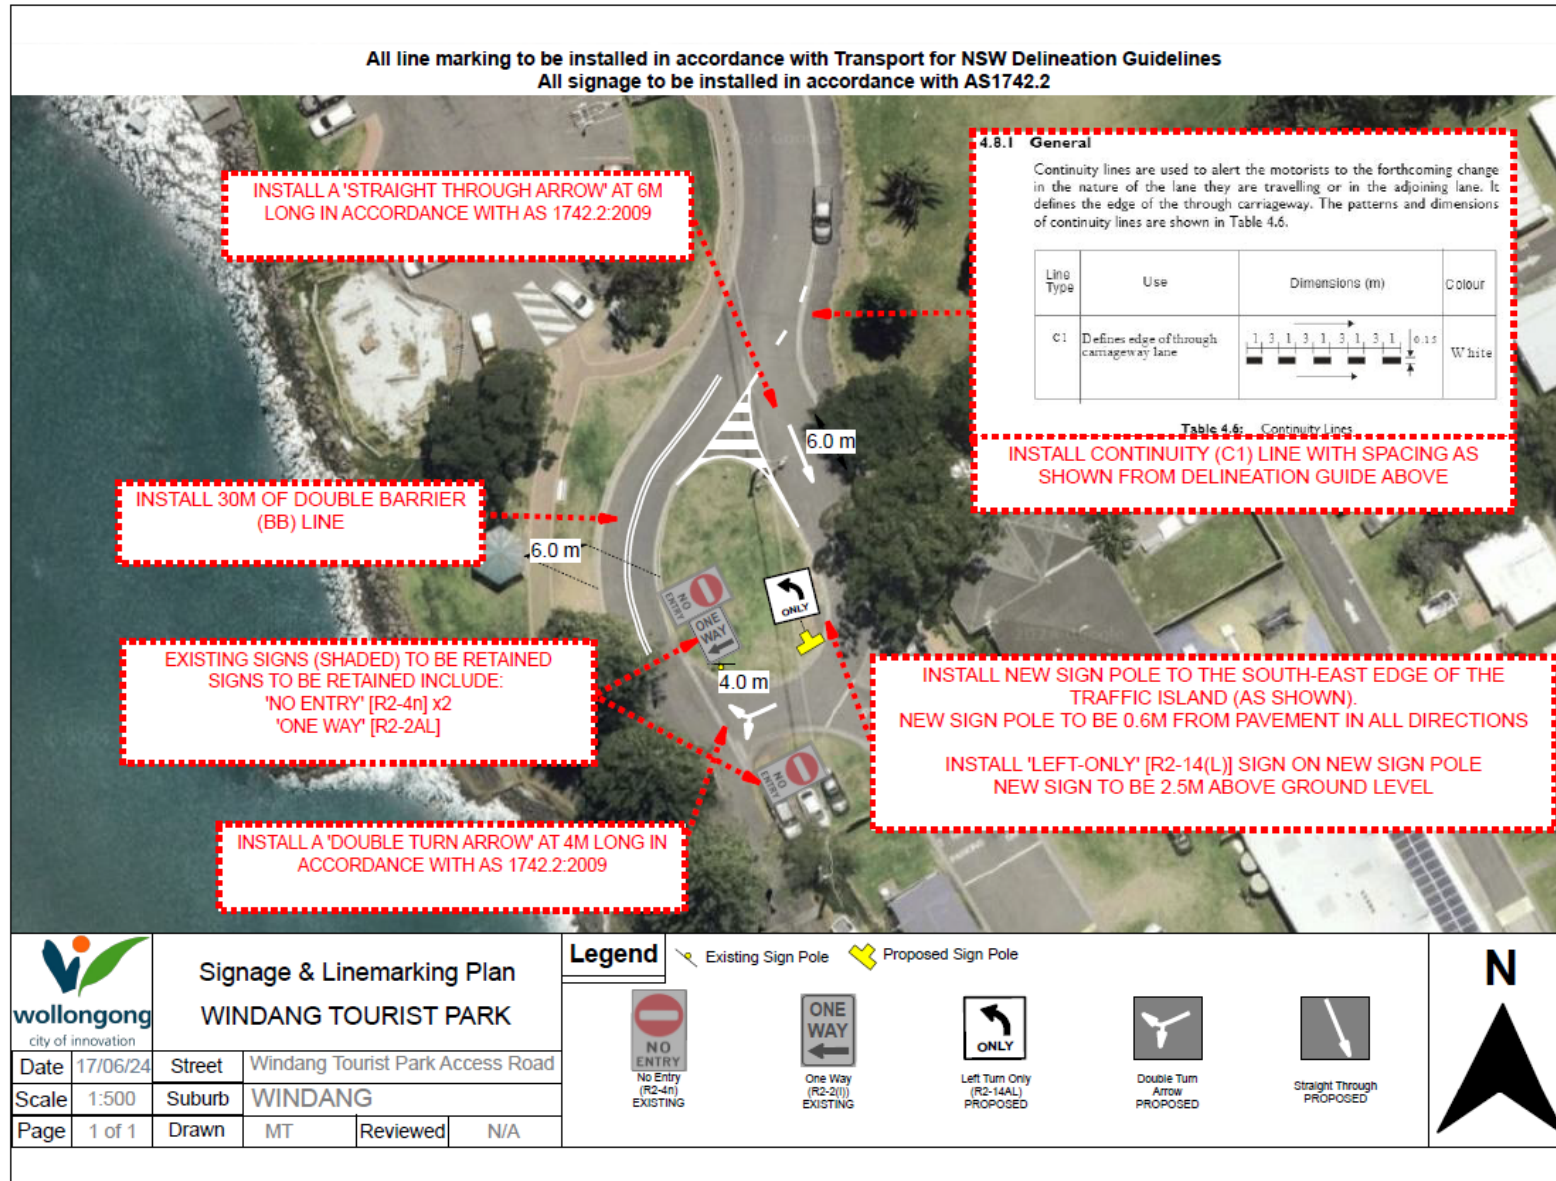 All line marking to be installed in accordance with Transport for NSW Delineation Guidelines
All signage to be installed in accordance with AS1742.2
INSTALL A 'STRAIGHT THROUGH ARROW' AT 6M
LONG IN ACCORDANCE WITH AS 1742.2:2009
4.8.1 General
Continuity lines are used to alert the motorists to the forthcoming change
in the nature of the lane they are travelling or in the adjoining lane. It
defines the edge of the through carriageway. The patterns and dimensions
of continuity lines are shown in Table 4.6.
Line Type Use Dimensions (m) Colour
C1 Defines edge of through carriageway lane 1 3 1 3 1 3 1 3 1 0.15 White
Table 4.6: Continuity Lines
INSTALL CONTINUITY (C1) LINE WITH SPACING AS
SHOWN FROM DELINEATION GUIDE ABOVE
6.0 m
INSTALL 30M OF DOUBLE BARRIER
(BB) LINE
6.0 m
NO ENTRY
ONE WAY
ONLY
4.0 m
NO ENTRY
EXISTING SIGNS (SHADED) TO BE RETAINED
SIGNS TO BE RETAINED INCLUDE:
'NO ENTRY' [R2-4n] x2
'ONE WAY' [R2-2AL]
INSTALL NEW SIGN POLE TO THE SOUTH-EAST EDGE OF THE
TRAFFIC ISLAND (AS SHOWN).
NEW SIGN POLE TO BE 0.6M FROM PAVEMENT IN ALL DIRECTIONS
INSTALL 'LEFT-ONLY' [R2-14(L)] SIGN ON NEW SIGN POLE
NEW SIGN TO BE 2.5M ABOVE GROUND LEVEL
INSTALL A 'DOUBLE TURN ARROW' AT 4M LONG IN
ACCORDANCE WITH AS 1742.2:2009
wollongong
city of innovation
Signage & Linemarking Plan
WINDANG TOURIST PARK
Date 17/06/24 Street Windang Tourist Park Access Road
Scale 1:500 Suburb WINDANG
Page 1 of 1 Drawn MT Reviewed N/A
Legend Existing Sign Pole Proposed Sign Pole
NO
ENTRY
No Entry
(R2-4n)
EXISTING
ONE
WAY
One Way
(R2-2(l))
EXISTING
ONLY
Left Turn Only
(R2-14AL)
PROPOSED
Double Turn
Arrow
PROPOSED
Straight Through
PROPOSED
N